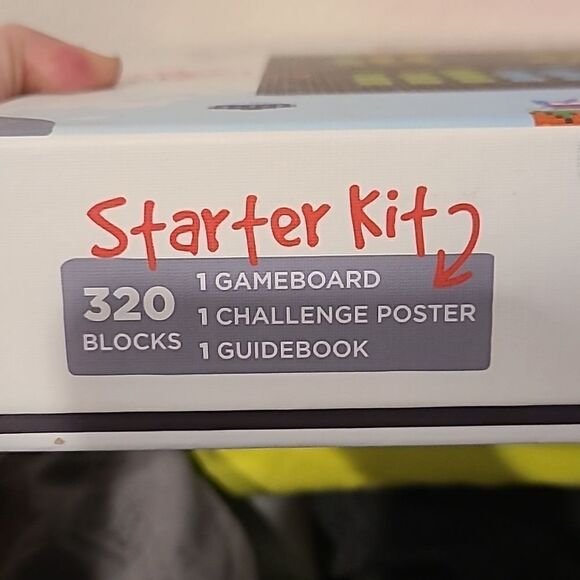 Starter Kit
320 BLOCKS
1 GAMEBOARD
1 CHALLENGE POSTER
1 GUIDEBOOK